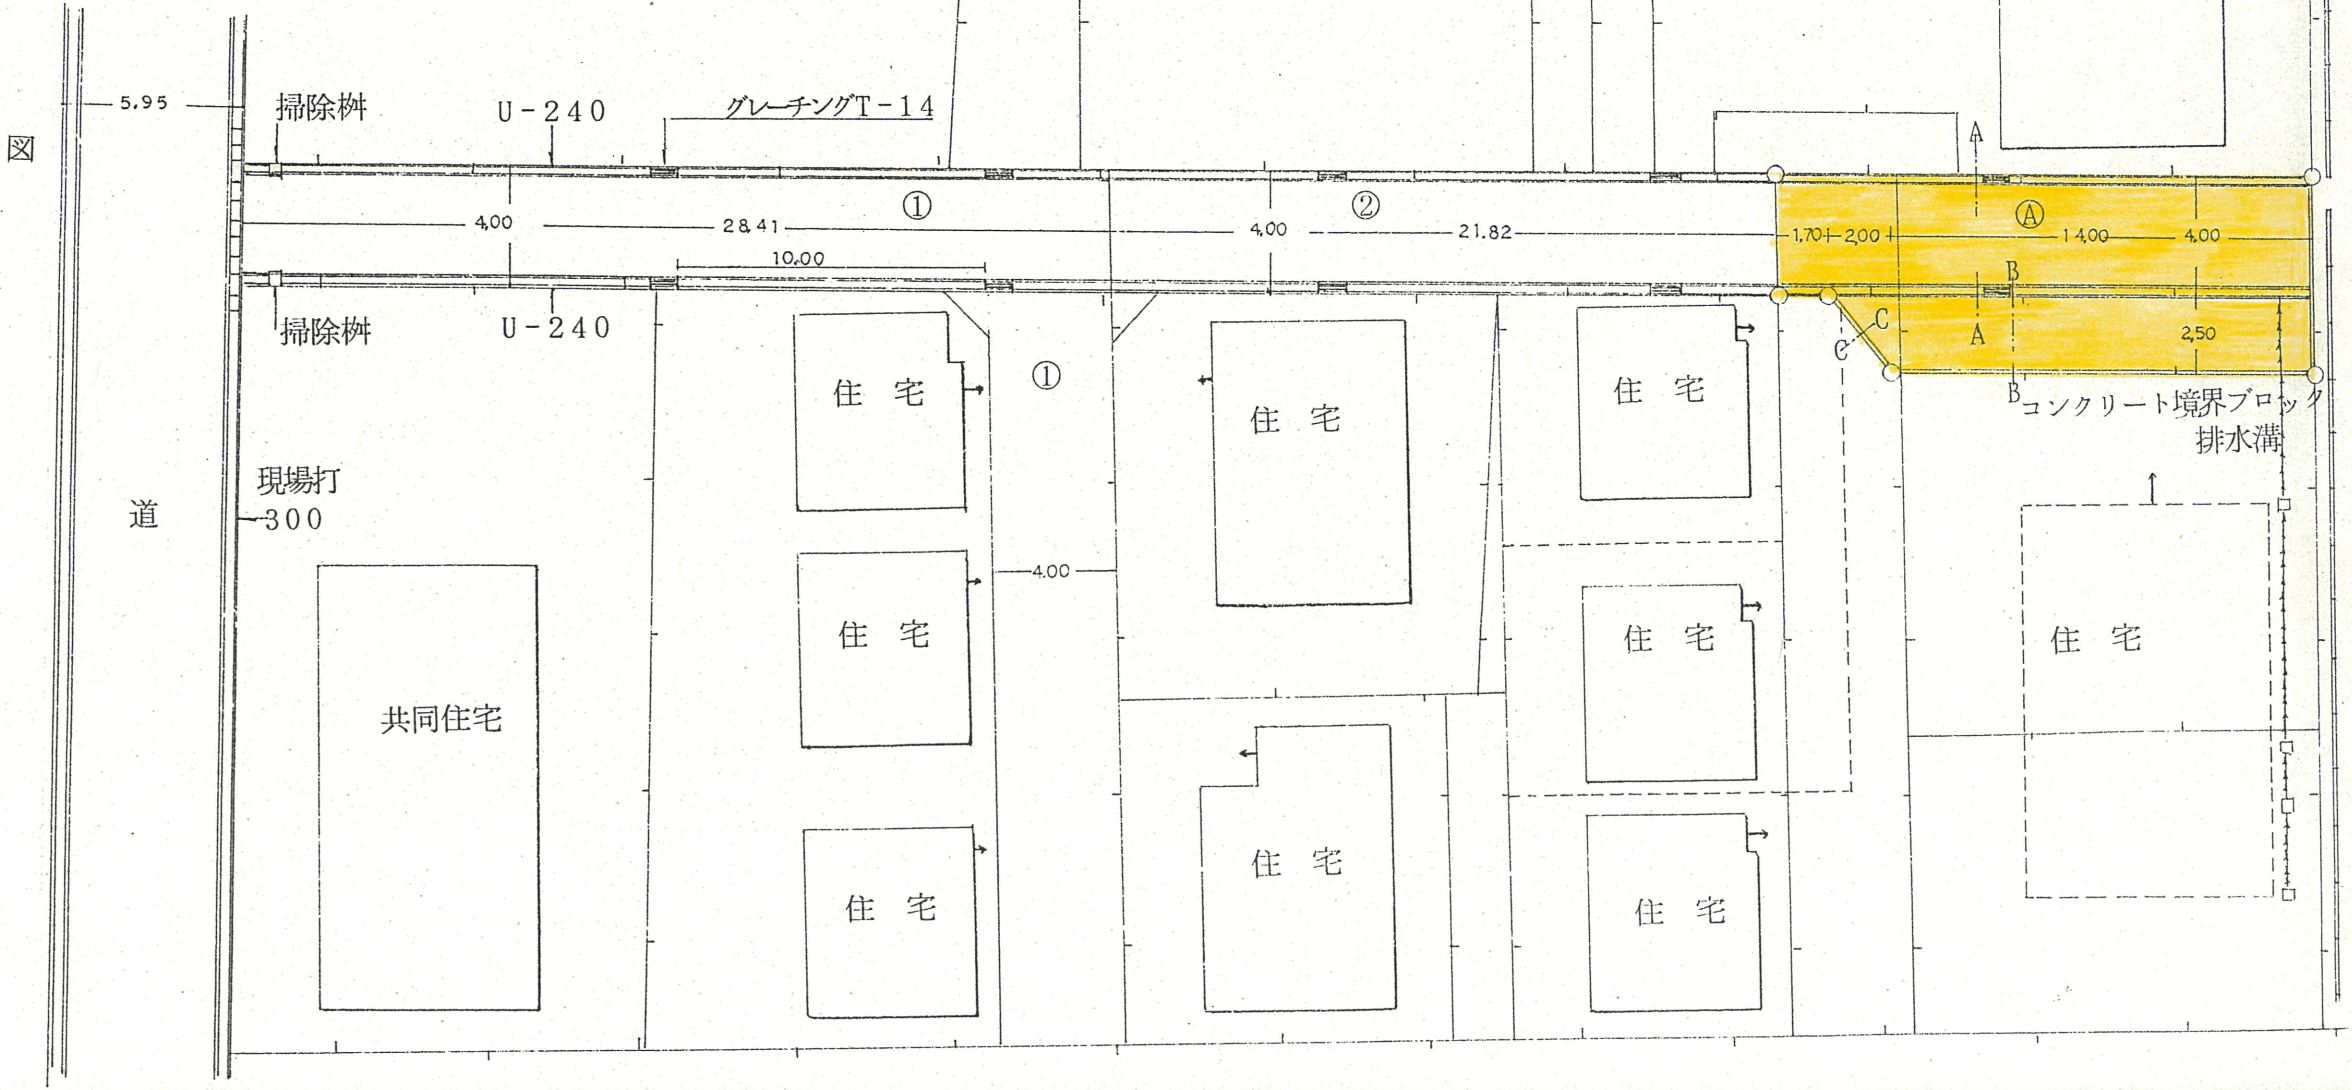 5.95
掃除桝
U-240
グレーチングT-14
図
A
①
②
Ⓐ
4.00
28.41
4.00
21.82
1.70
2.00
14.00
4.00
10.00
B
掃除桝
U-240
C
C
A
2.50
①
住 宅
住 宅
住 宅
B
コンクリート境界ブロック
排水溝
現場打
300
道
4.00
住 宅
住 宅
住 宅
共同住宅
住 宅
住 宅
住 宅